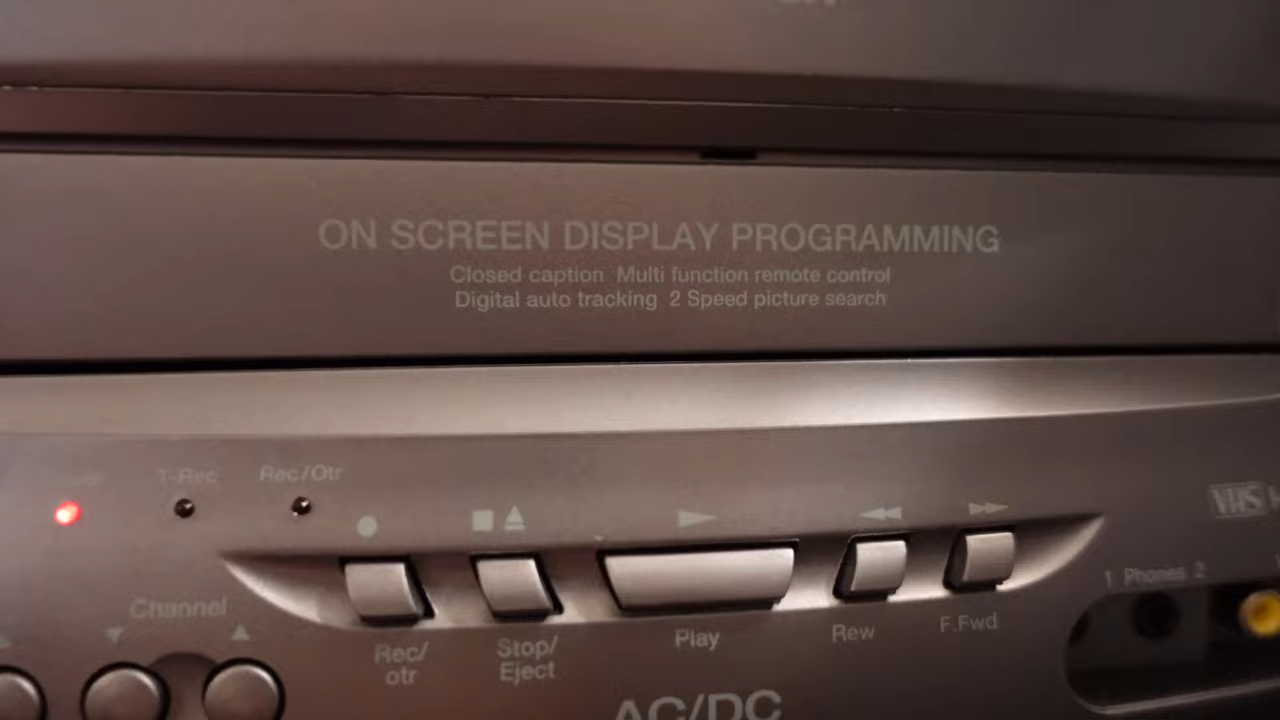 ON SCREEN DISPLAY PROGRAMMING
Closed caption Multi function remote control
Digital auto tracking 2 Speed picture search
T-Rec
Rec/Otr
VHS
1 Phones 2
Channel
Rec/
otr
Stop/
Eject
Play
Rew
F.Fwd
AC/DC